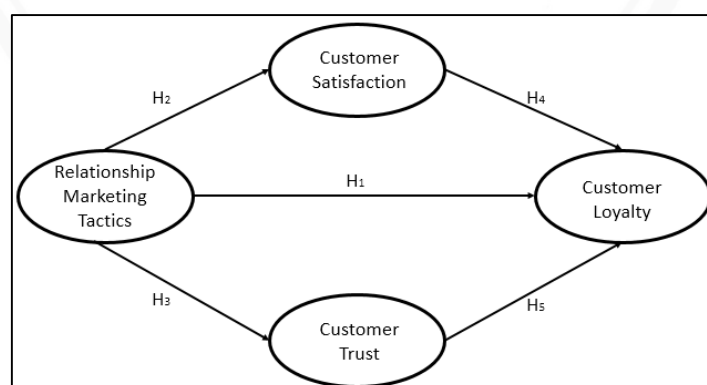 Customer
Satisfaction
H₂
H₄
Relationship
Marketing
Tactics
H₁
Customer
Loyalty
H₃
H₅
Customer
Trust